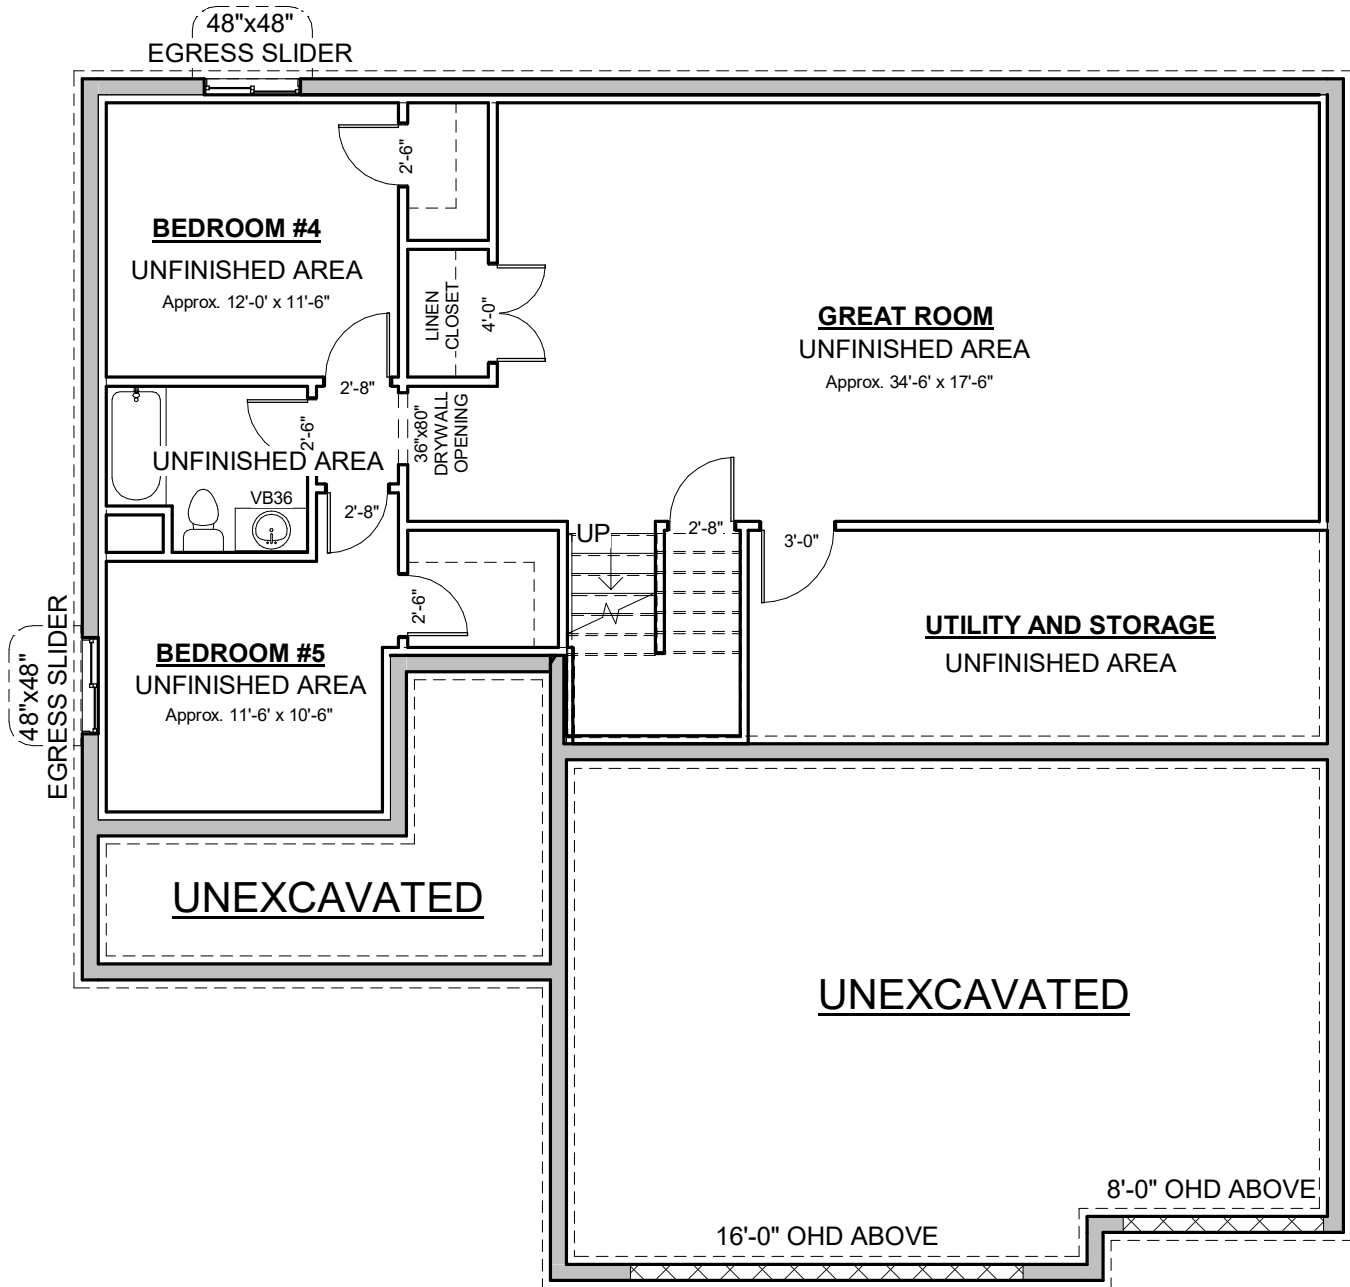 48"x48"
EGRESS SLIDER
2'-6"
BEDROOM #4
UNFINISHED AREA
Approx. 12'-0' x 11'-6"
LINEN
CLOSET
4'-0"
GREAT ROOM
UNFINISHED AREA
Approx. 34'-6' x 17'-6"
2'-8"
36"x80"
DRYWALL
OPENING
2'-6"
UNFINISHED AREA
VB36
2'-8"
UP
2'-8"
3'-0"
2'-6"
48"x48"
EGRESS SLIDER
BEDROOM #5
UNFINISHED AREA
Approx. 11'-6' x 10'-6"
UTILITY AND STORAGE
UNFINISHED AREA
UNEXCAVATED
UNEXCAVATED
8'-0" OHD ABOVE
16'-0" OHD ABOVE